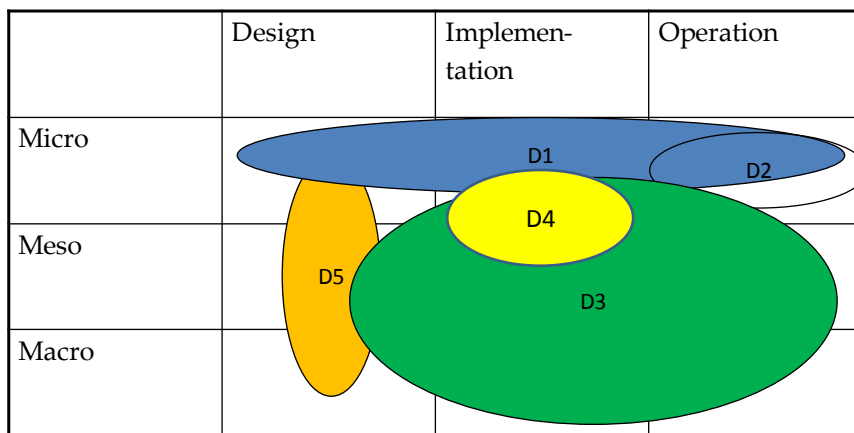 Design
Implemen-
tation
Operation
Micro
D1
D2
D4
Meso
D5
D3
Macro